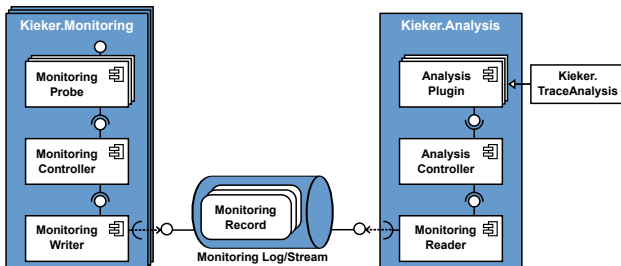 Kieker.Monitoring
Monitoring
Probe
Monitoring
Controller
Monitoring
Writer
Monitoring
Record
Monitoring Log/Stream
Kieker.Analysis
Analysis
Plugin
Analysis
Controller
Monitoring
Reader
Kieker.
TraceAnalysis